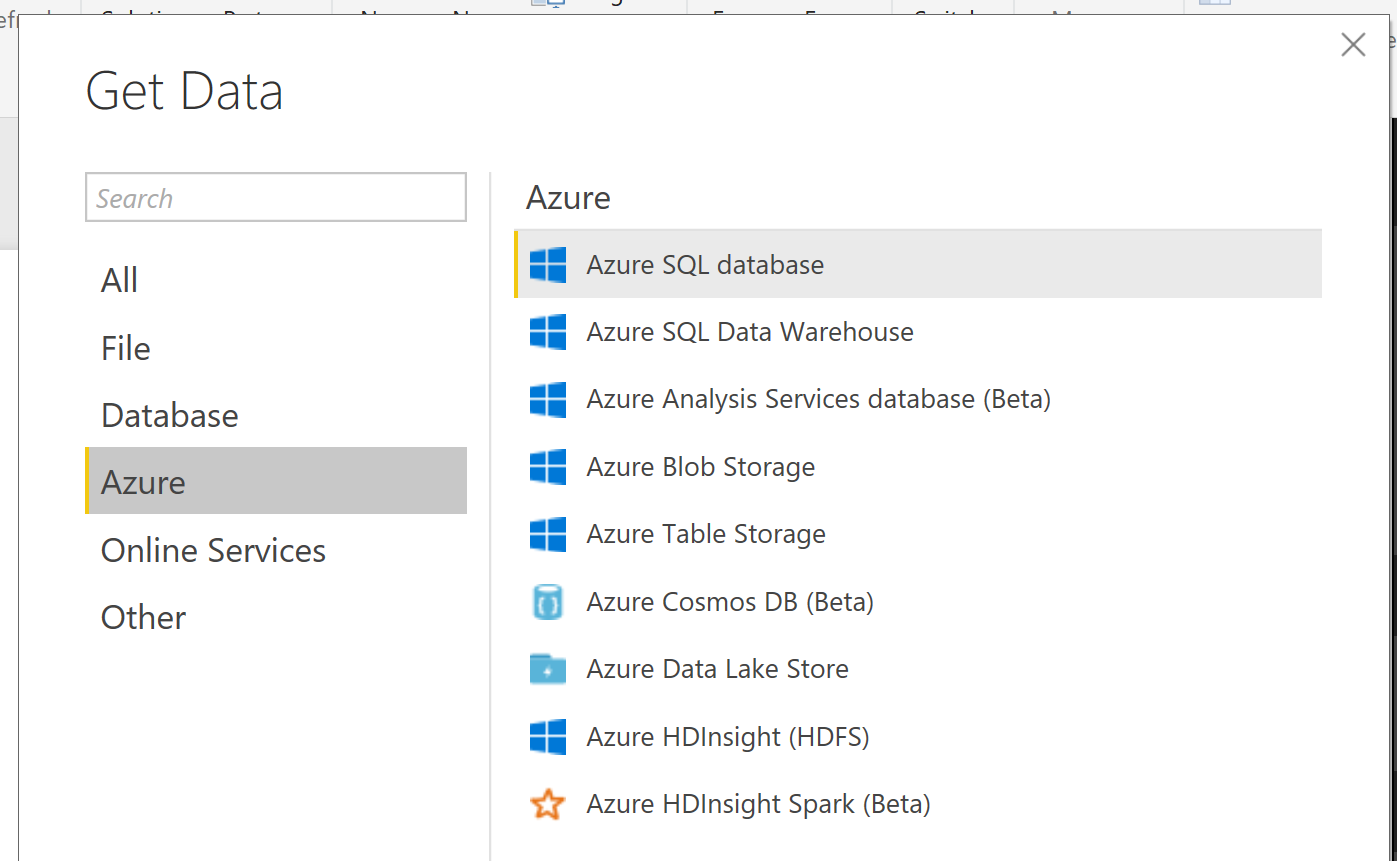 Get Data
Search
All
File
Database
Azure
Online Services
Other
Azure
Azure SQL database
Azure SQL Data Warehouse
Azure Analysis Services database (Beta)
Azure Blob Storage
Azure Table Storage
Azure Cosmos DB (Beta)
Azure Data Lake Store
Azure HDInsight (HDFS)
Azure HDInsight Spark (Beta)